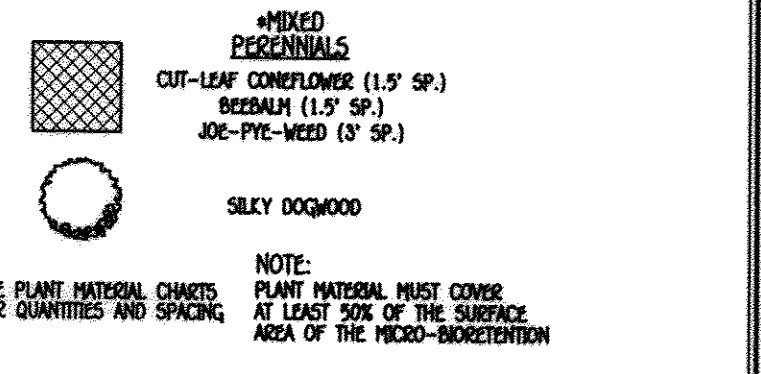 *MIXED
PERENNIALS
CUT-LEAF CONEFLOWER (1.5' SP.)
BEEBALM (1.5' SP.)
JOE-PYE-WEED (3' SP.)
SILKY DOGWOOD
PLANT MATERIAL CHARTS
QUANTITIES AND SPACING
NOTE:
PLANT MATERIAL MUST COVER
AT LEAST 50% OF THE SURFACE
AREA OF THE MICRO-BIORETENTION